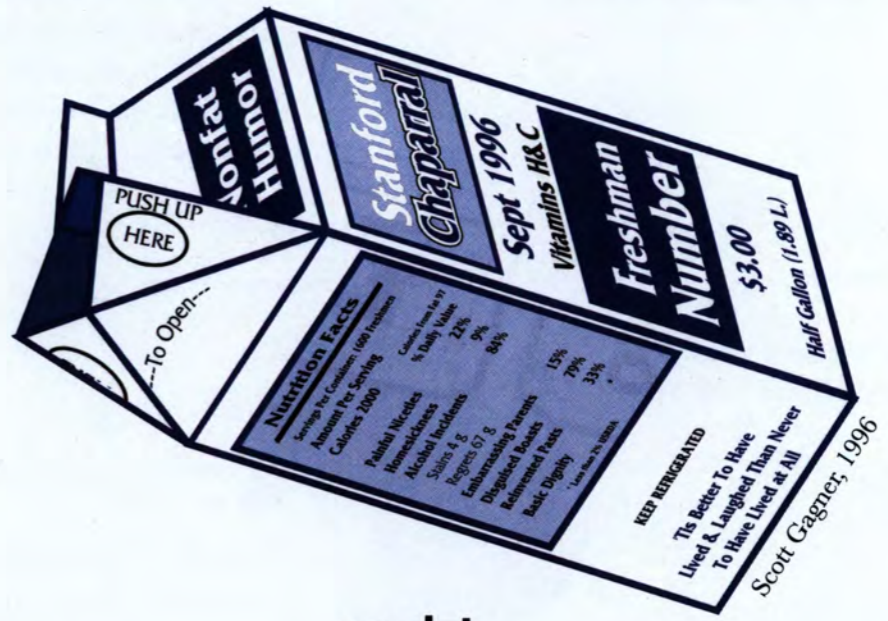 Nonfat
Humor
PUSH UP
HERE
---To Open---
Stanford
Chaparral
Sept 1996
Vitamins H&C
Freshman
Number
$3.00
Half Gallon (1.89 L.)
Nutrition Facts
Servings Per Container: 1600 Freshmen
Amount Per Serving
Calories 2000 Calories From Fat 97
% Daily Value
Painful Niceties 22%
Homesickness 9%
Alcohol Incidents 84%
Stains 4 g
Regrets 67 g
Embarrassing Parents 15%
Disguised Boasts 79%
Reinvented Pasts 33%
Basic Dignity *
* Less than 2% USRDA
KEEP REFRIGERATED
'Tis Better To Have
Lived & Laughed Than Never
To Have Lived at All
Scott Gagner, 1996